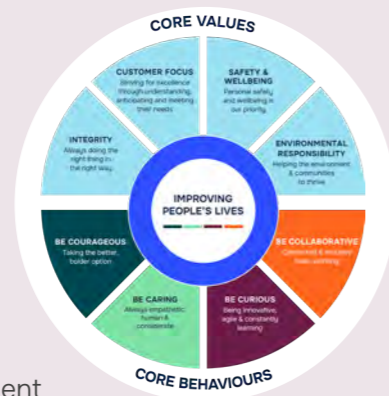 CORE VALUES
CUSTOMER FOCUS
Striving for excellence
through understanding,
anticipating and meeting
their needs
SAFETY &
WELLBEING
Personal safety
and wellbeing is
our priority
INTEGRITY
Always doing the
right thing in
the right way
ENVIRONMENTAL
RESPONSIBILITY
Helping the environment
& communities
to thrive
IMPROVING
PEOPLE'S LIVES
BE COURAGEOUS
Taking the better,
bolder option
BE COLLABORATIVE
Connected & inclusive
team working
BE CARING
Always empathetic,
human &
considerate
BE CURIOUS
Being innovative,
agile & constantly
learning
CORE BEHAVIOURS
ent